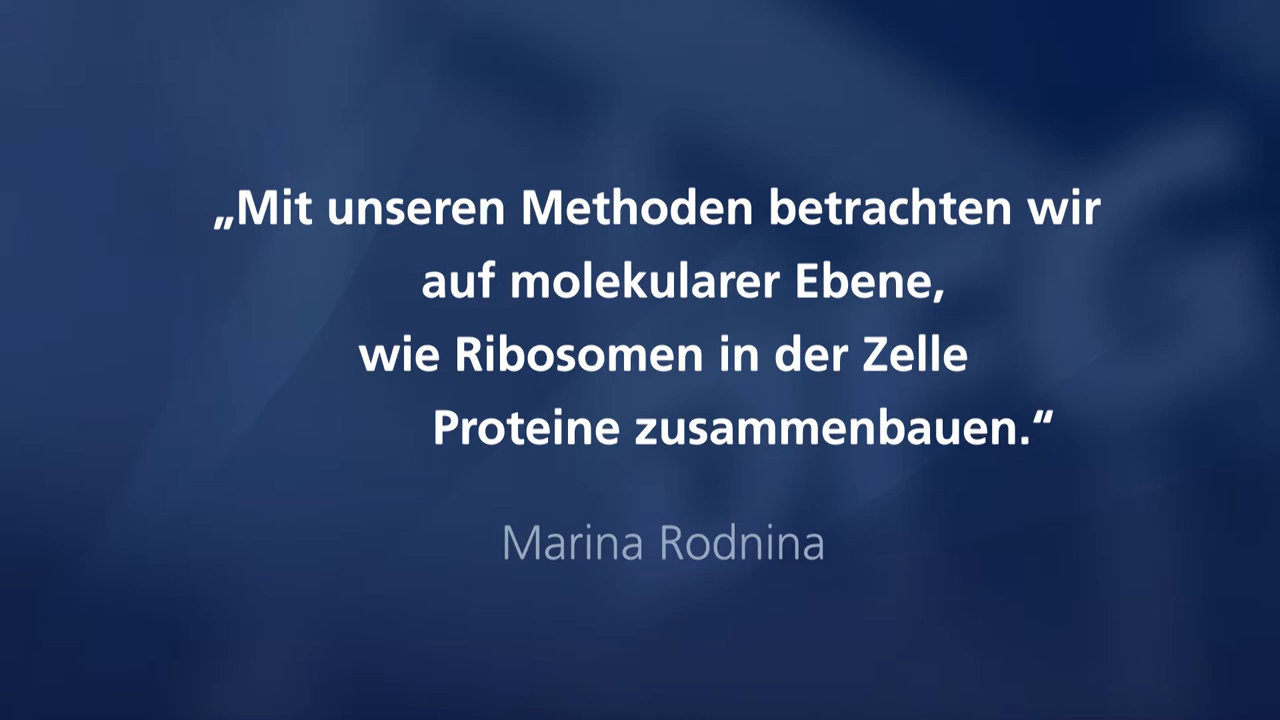 „Mit unseren Methoden betrachten wir
auf molekularer Ebene,
wie Ribosomen in der Zelle
Proteine zusammenbauen.“
Marina Rodnina